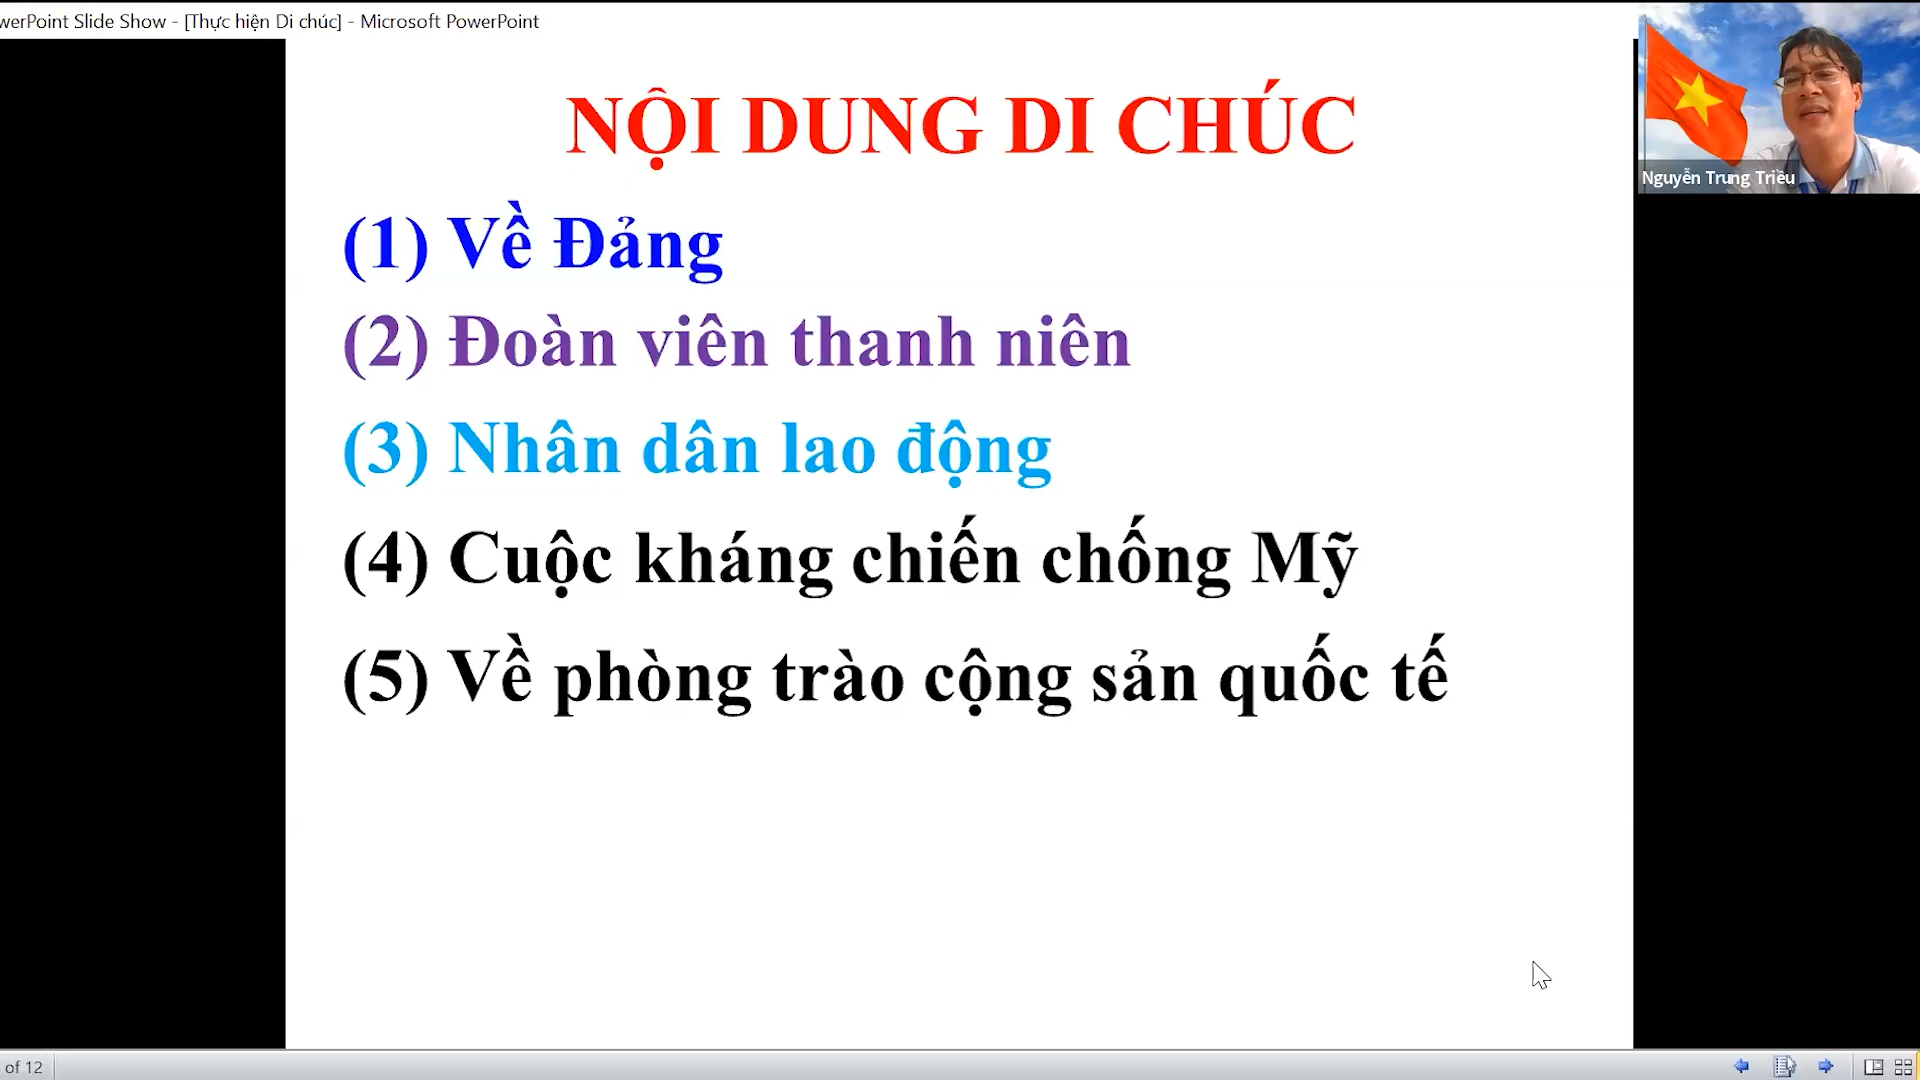 werPoint Slide Show - [Thực hiện Di chúc] - Microsoft PowerPoint
NỘI DUNG DI CHÚC
(1) Về Đảng
(2) Đoàn viên thanh niên
(3) Nhân dân lao động
(4) Cuộc kháng chiến chống Mỹ
(5) Về phòng trào cộng sản quốc tế
Nguyễn Trung Triều
of 12